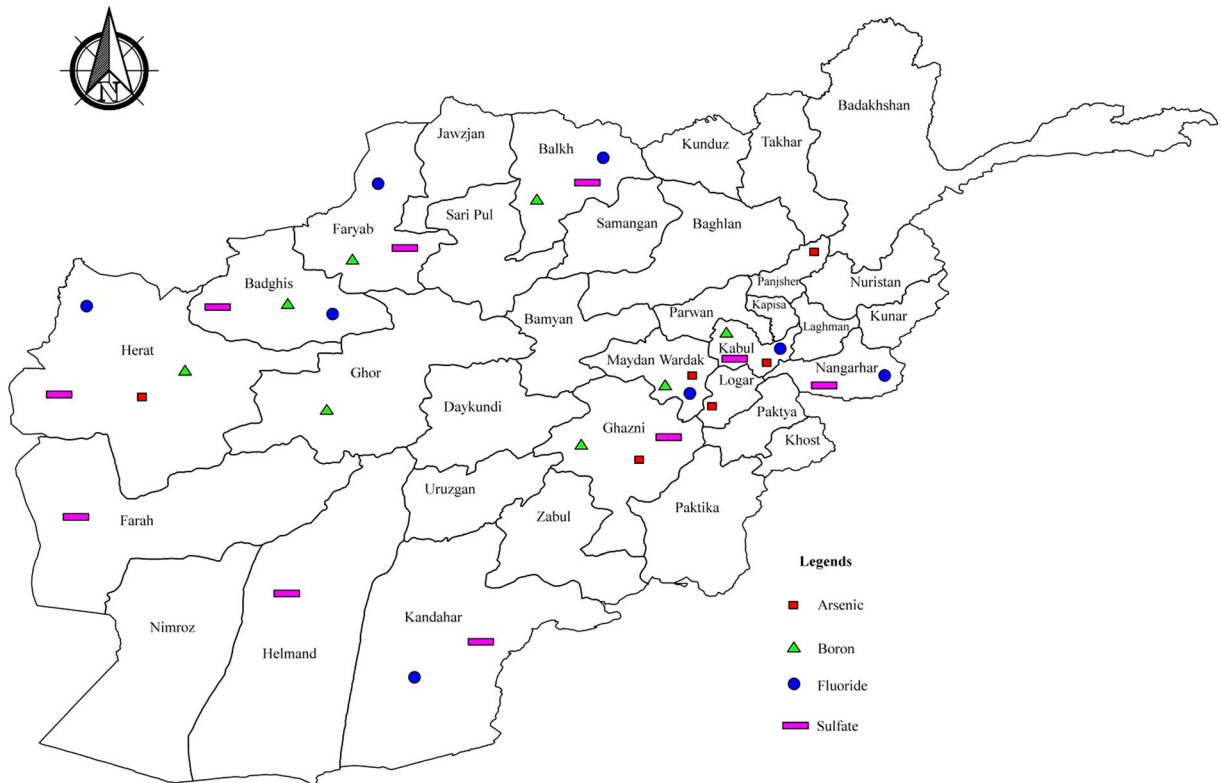 N
Badakhshan
Jawzjan
Balkh
Kunduz
Takhar
Sari Pul
Samangan
Baghlan
Faryab
Badghis
Panjsher
Nuristan
Kapisa
Bamyan
Parwan
Laghman
Kunar
Herat
Kabul
Maydan Wardak
Nangarhar
Ghor
Logar
Daykundi
Paktya
Ghazni
Khost
Uruzgan
Paktika
Farah
Zabul
Legends
Arsenic
Kandahar
Nimroz
Helmand
Boron
Fluoride
Sulfate